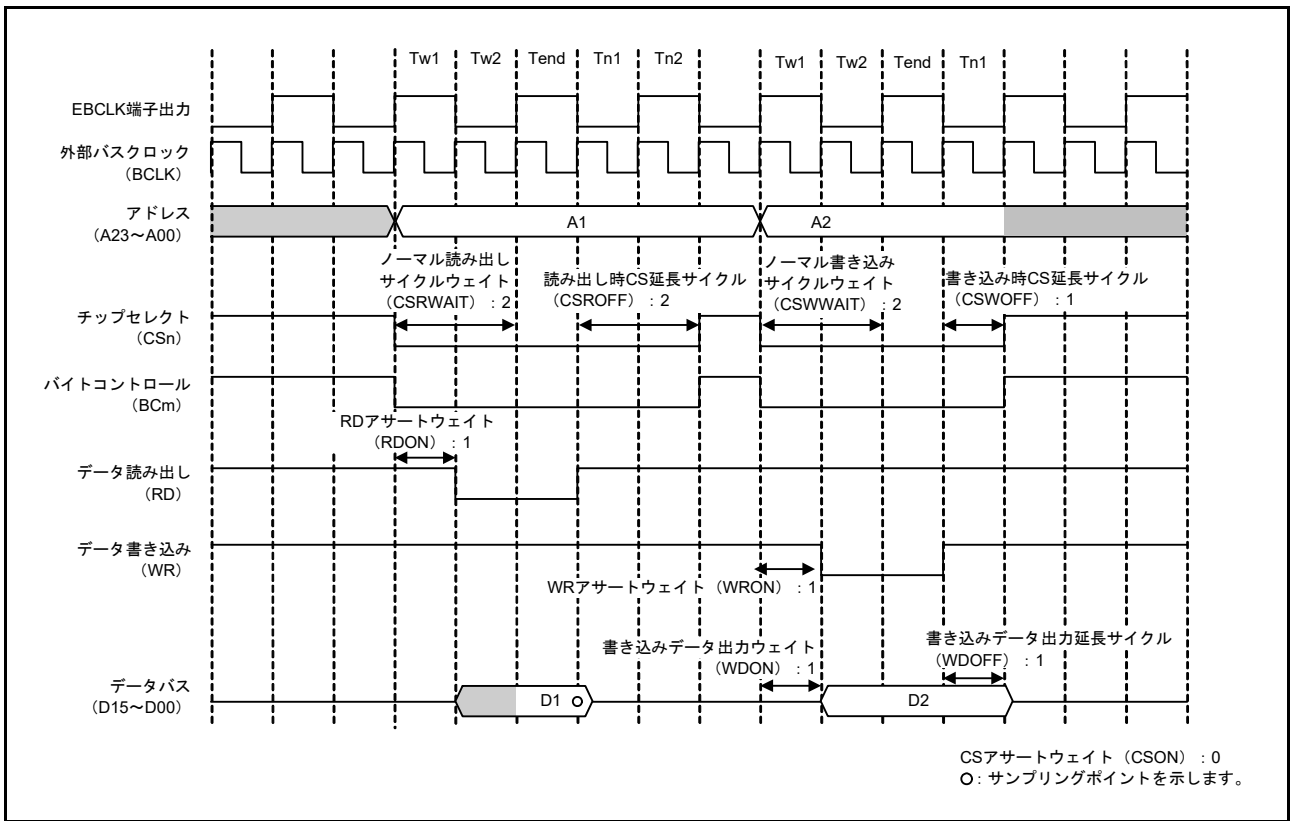 Tw1 Tw2 Tend Tn1 Tn2 Tw1 Tw2 Tend Tn1
EBCLK端子出力
外部バスクロック
（BCLK）
アドレス
（A23～A00）
A1 A2
ノーマル読み出し
サイクルウェイト
（CSRWAIT）：2
読み出し時CS延長サイクル
（CSROFF）：2
ノーマル書き込み
サイクルウェイト
（CSWWAIT）：2
書き込み時CS延長サイクル
（CSWOFF）：1
チップセレクト
（CSn）
バイトコントロール
（BCm）
RDアサートウェイト
（RDON）：1
データ読み出し
（RD）
データ書き込み
（WR）
WRアサートウェイト（WRON）：1
書き込みデータ出力ウェイト
（WDON）：1
書き込みデータ出力延長サイクル
（WDOFF）：1
データバス
（D15～D00）
D1 D2
CSアサートウェイト（CSON）：0
○：サンプリングポイントを示します。